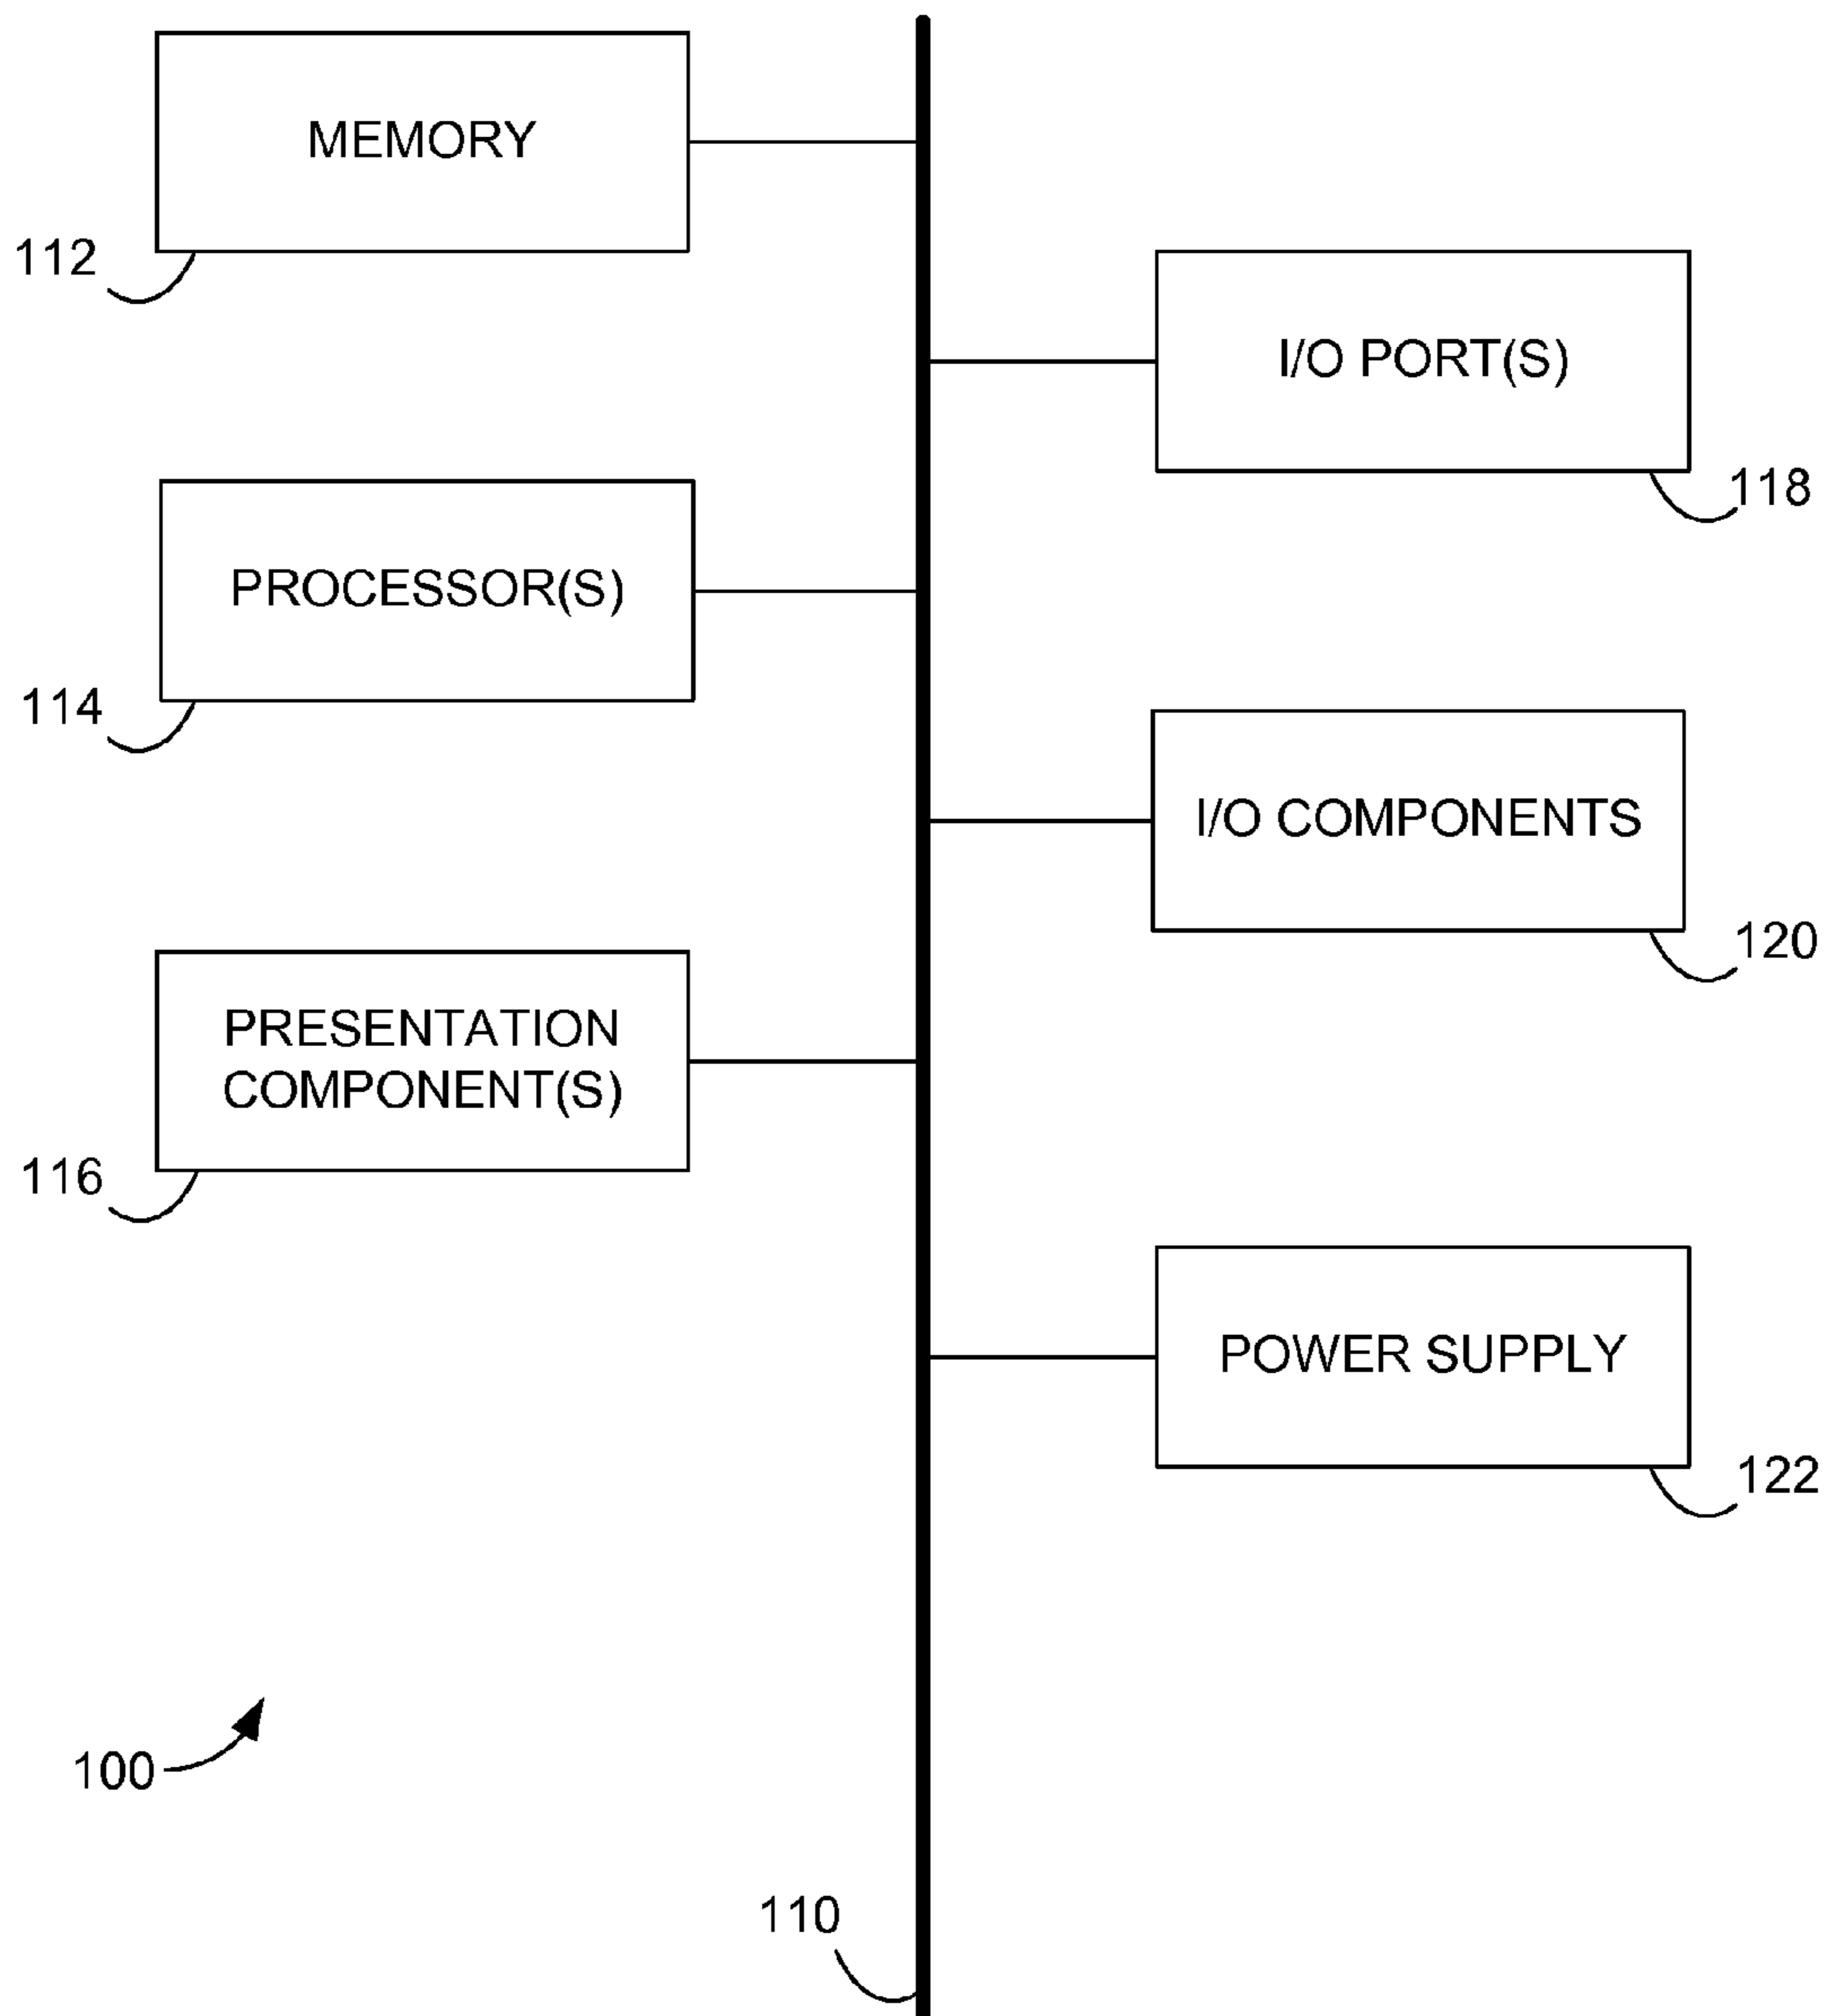 MEMORY
112
I/O PORT(S)
118
PROCESSOR(S)
114
I/O COMPONENTS
120
PRESENTATION
COMPONENT(S)
116
POWER SUPPLY
122
100
110